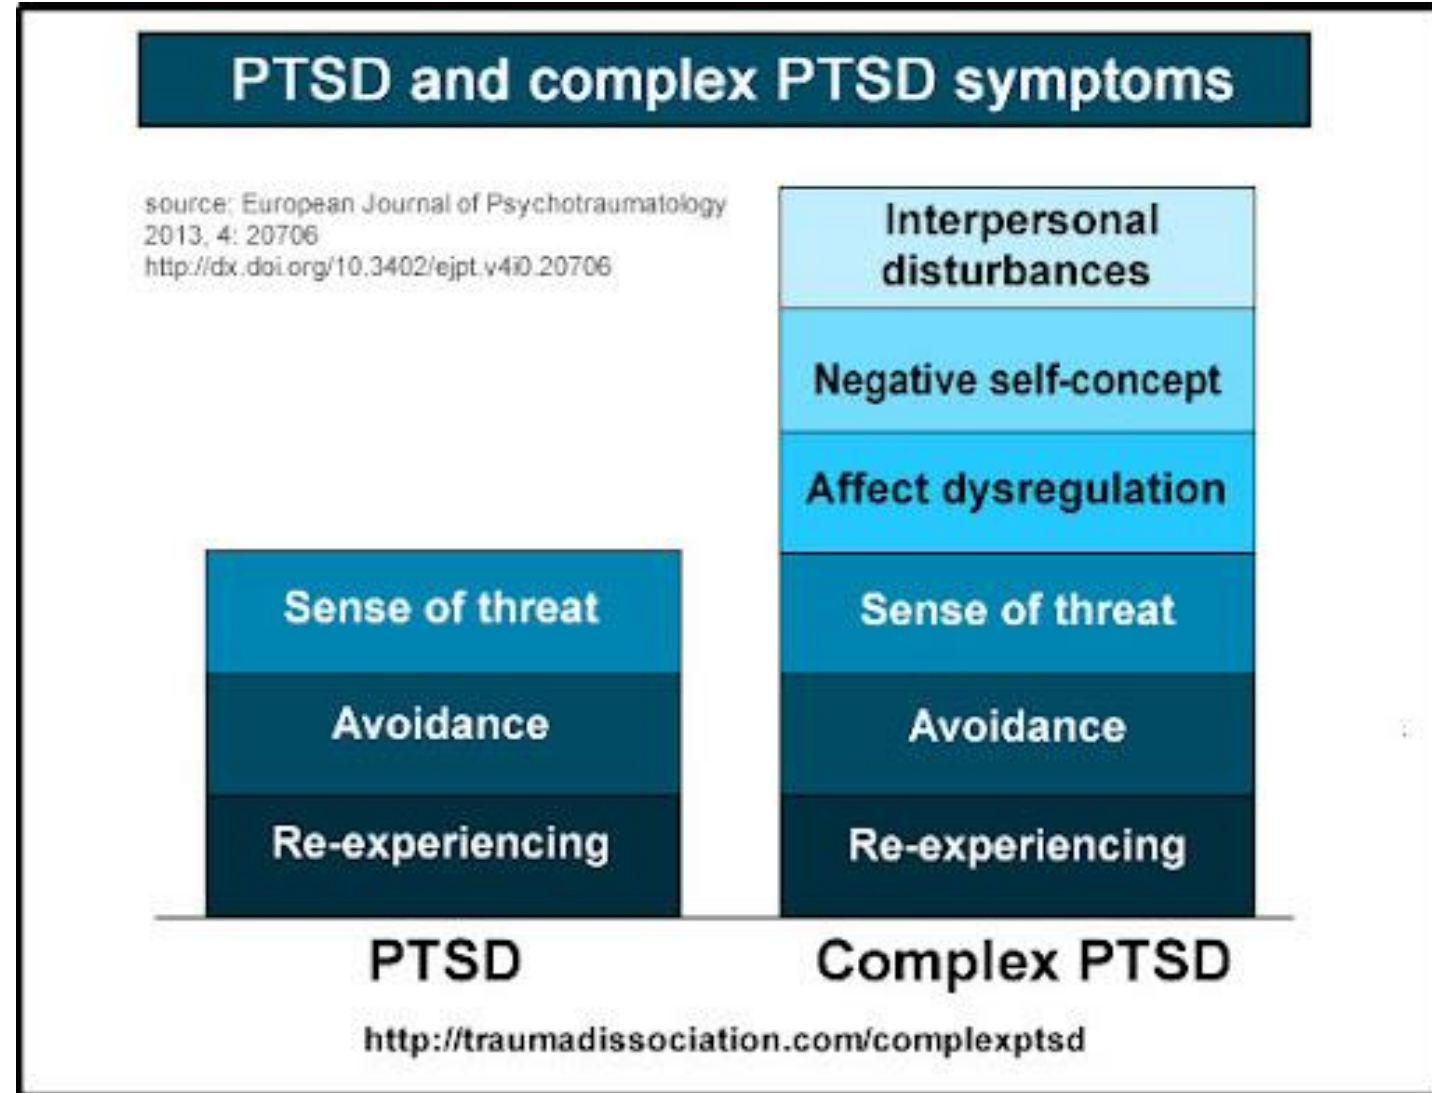 PTSD and complex PTSD symptoms
source: European Journal of Psychotraumatology
2013, 4: 20706
http://dx.doi.org/10.3402/ejpt.v4i0.20706
Sense of threat
Avoidance
Re-experiencing
PTSD
Interpersonal
disturbances
Negative self-concept
Affect dysregulation
Sense of threat
Avoidance
Re-experiencing
Complex PTSD
http://traumadissociation.com/complexptsd